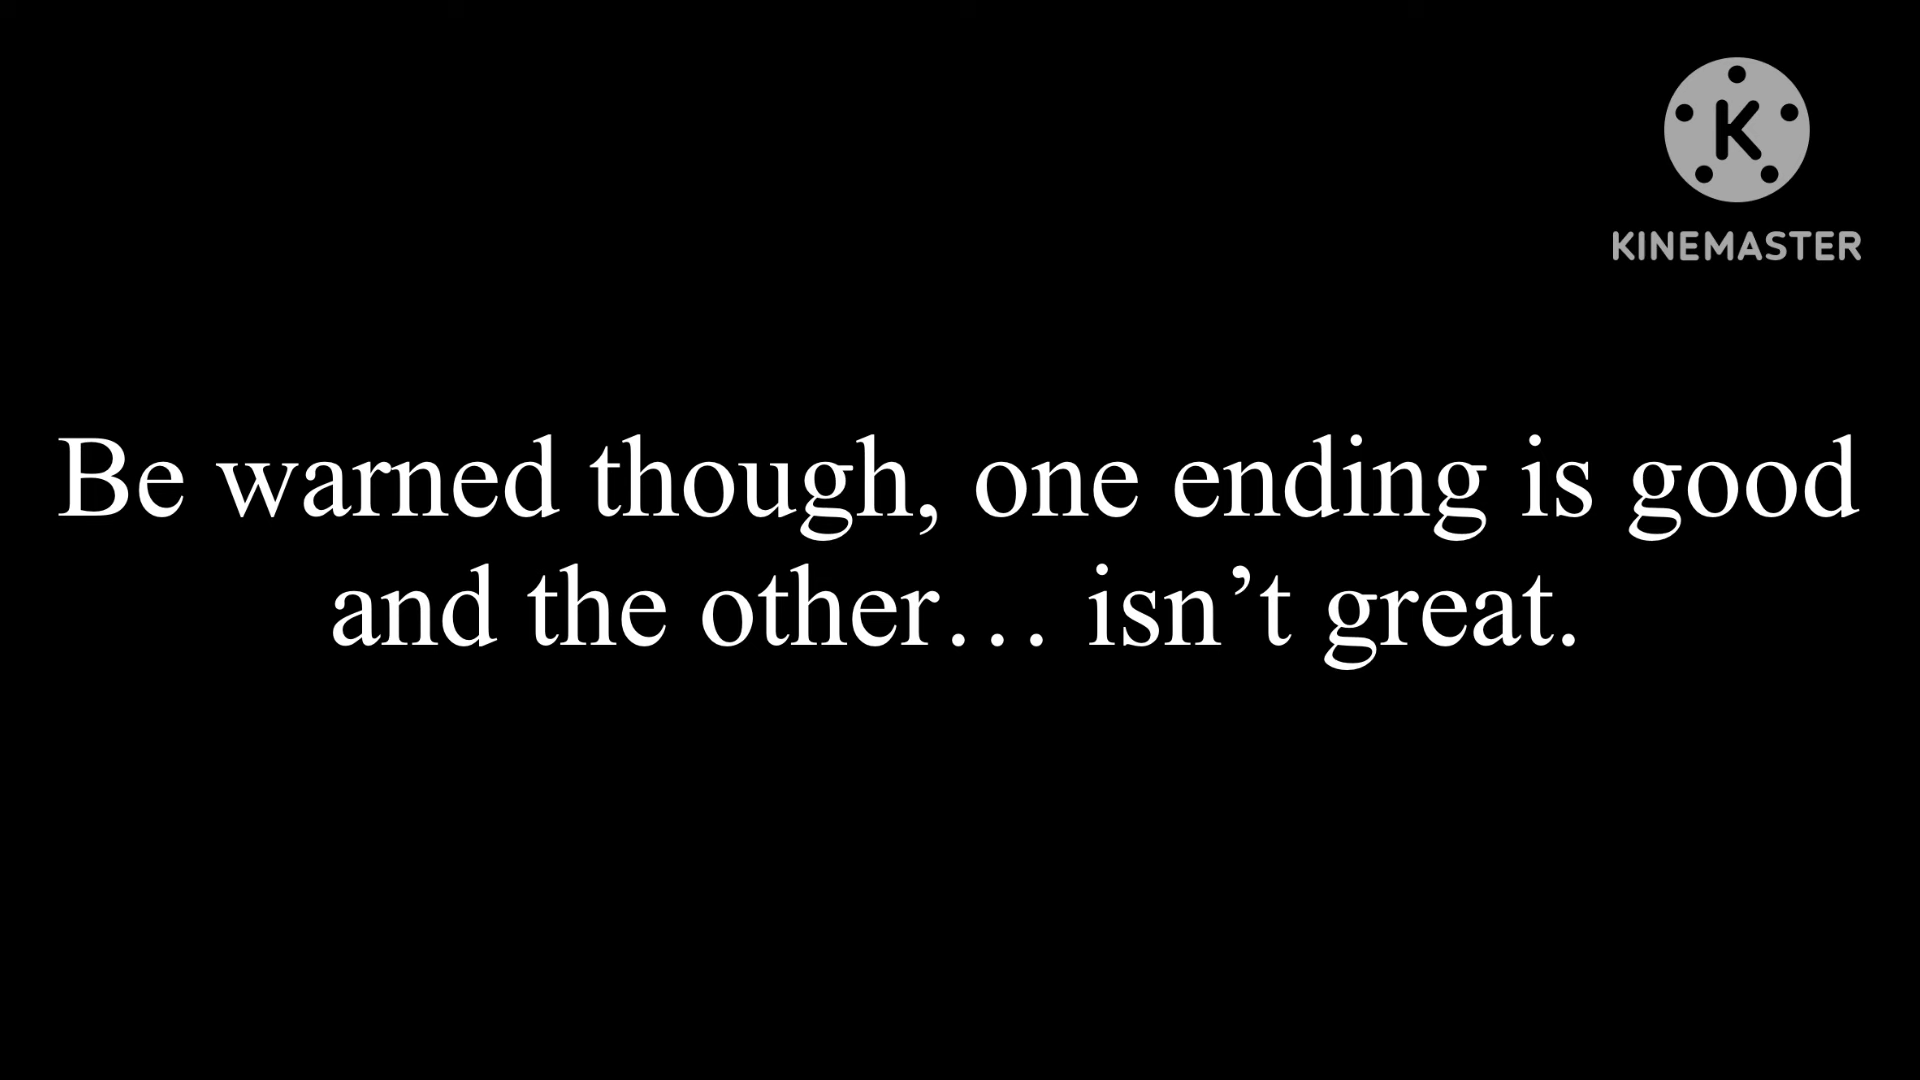 K
KINEMASTER
Be warned though, one ending is good
and the other… isn’t great.